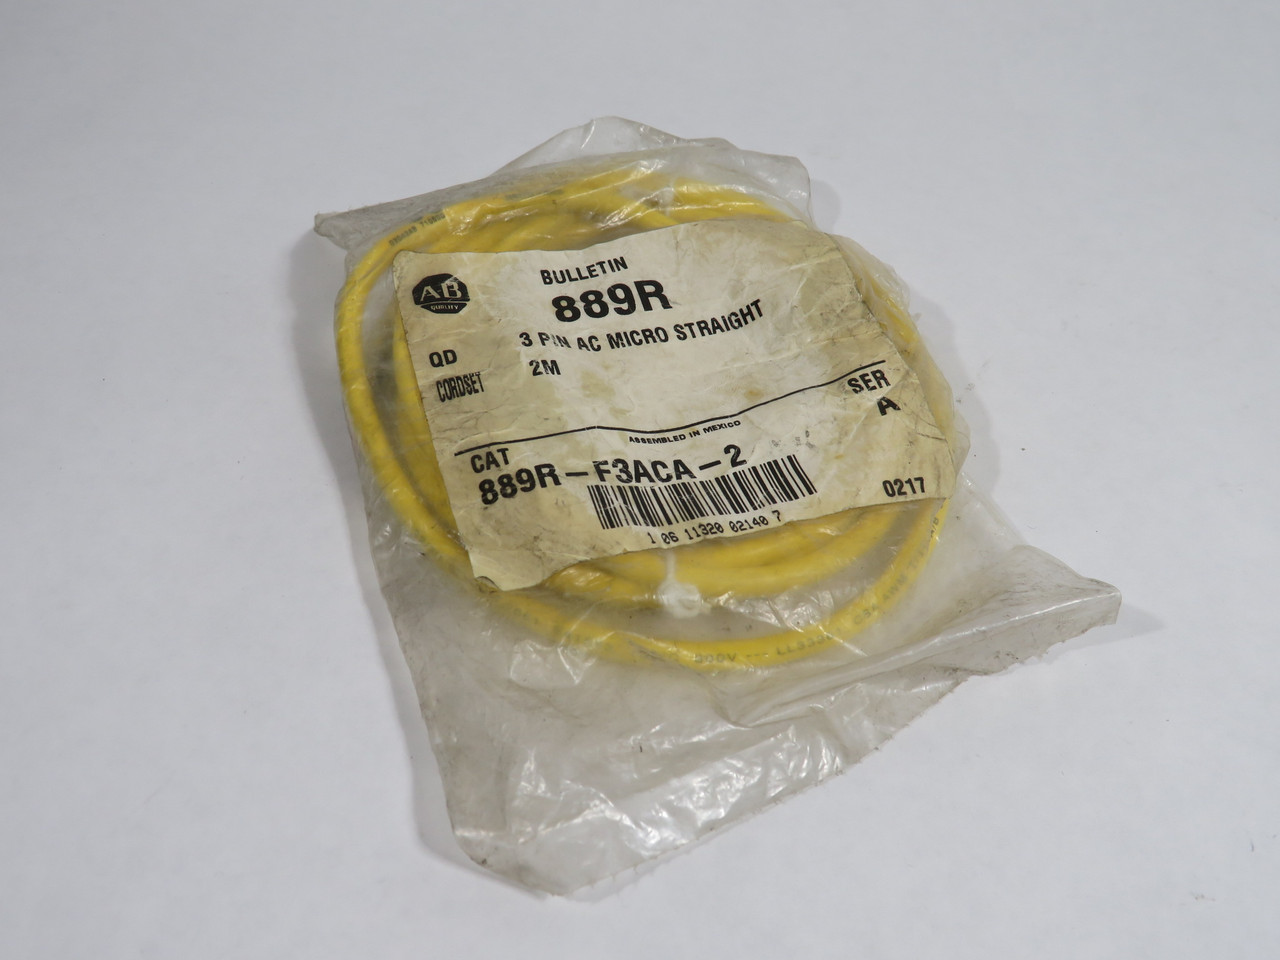 AB
QUALITY
BULLETIN
889R
3 PIN AC MICRO STRAIGHT
QD
2M
CORDSET
SER
A
ASSEMBLED IN MEXICO
CAT
889R-F3ACA-2
0217
1 06 11320 02140 7